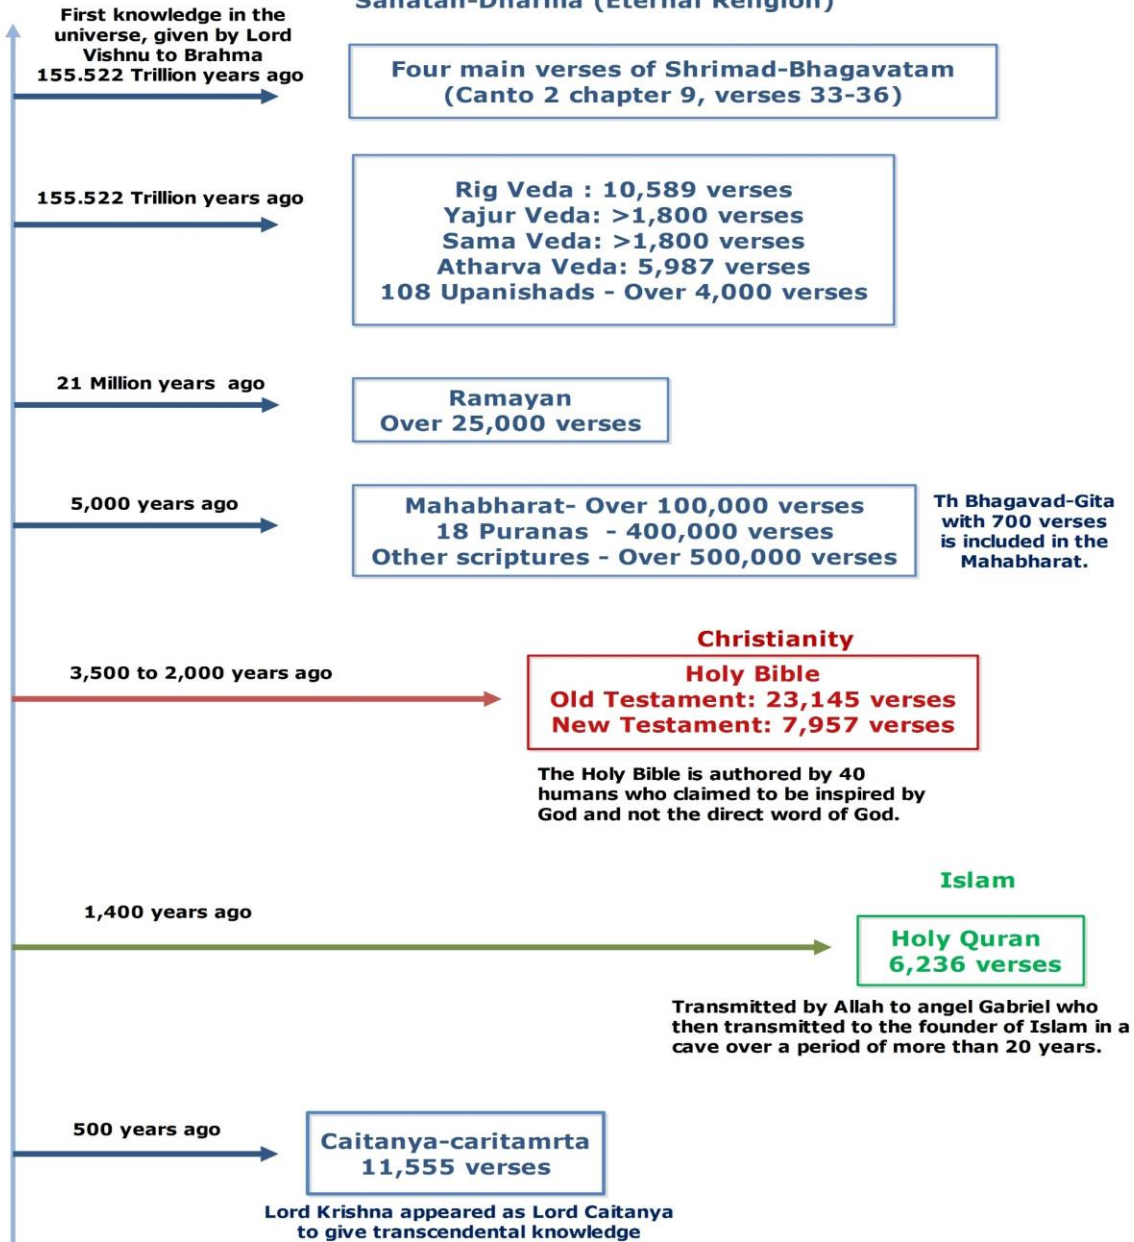 Sanatan-Dharma (Eternal Religion)
First knowledge in the
universe, given by Lord
Vishnu to Brahma
155.522 Trillion years ago
Four main verses of Shrimad-Bhagavatam
(Canto 2 chapter 9, verses 33-36)
155.522 Trillion years ago
Rig Veda : 10,589 verses
Yajur Veda: >1,800 verses
Sama Veda: >1,800 verses
Atharva Veda: 5,987 verses
108 Upanishads - Over 4,000 verses
21 Million years ago
Ramayan
Over 25,000 verses
5,000 years ago
Mahabharat- Over 100,000 verses
18 Puranas - 400,000 verses
Other scriptures - Over 500,000 verses
Th Bhagavad-Gita
with 700 verses
is included in the
Mahabharat.
Christianity
3,500 to 2,000 years ago
Holy Bible
Old Testament: 23,145 verses
New Testament: 7,957 verses
The Holy Bible is authored by 40
humans who claimed to be inspired by
God and not the direct word of God.
Islam
1,400 years ago
Holy Quran
6,236 verses
Transmitted by Allah to angel Gabriel who
then transmitted to the founder of Islam in a
cave over a period of more than 20 years.
500 years ago
Caitanya-caritamrta
11,555 verses
Lord Krishna appeared as Lord Caitanya
to give transcendental knowledge